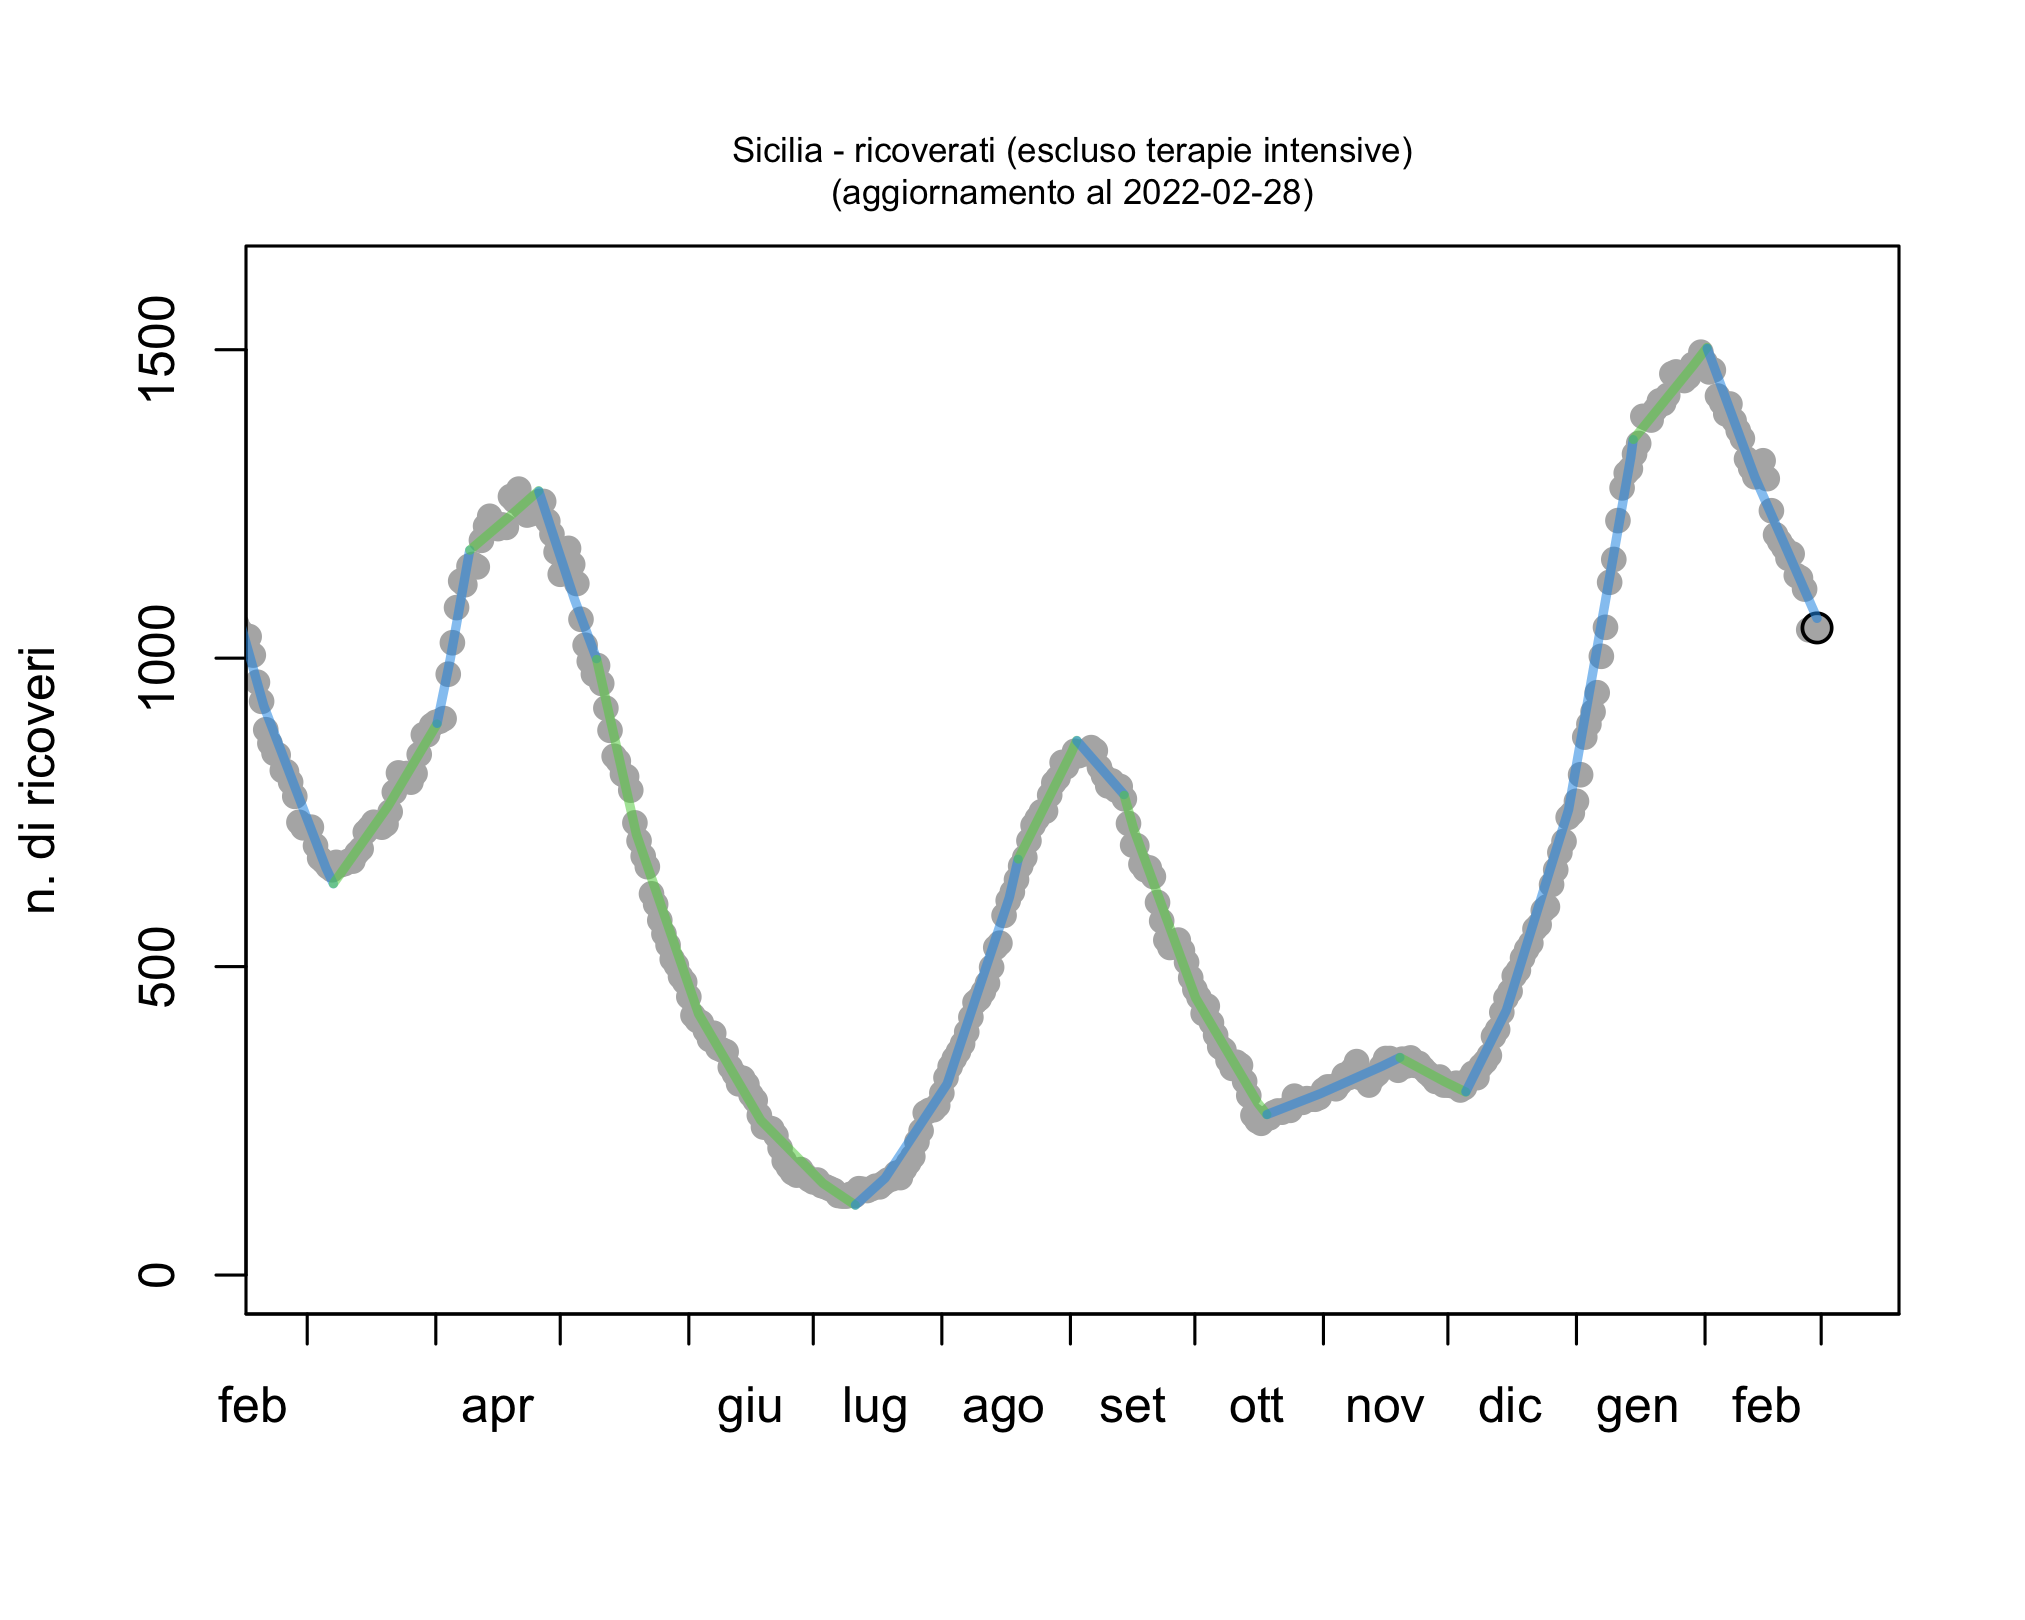 Sicilia - ricoverati (escluso terapie intensive)
(aggiornamento al 2022-02-28)
n. di ricoveri
1500
1000
500
0
feb apr giu lug ago set ott nov dic gen feb